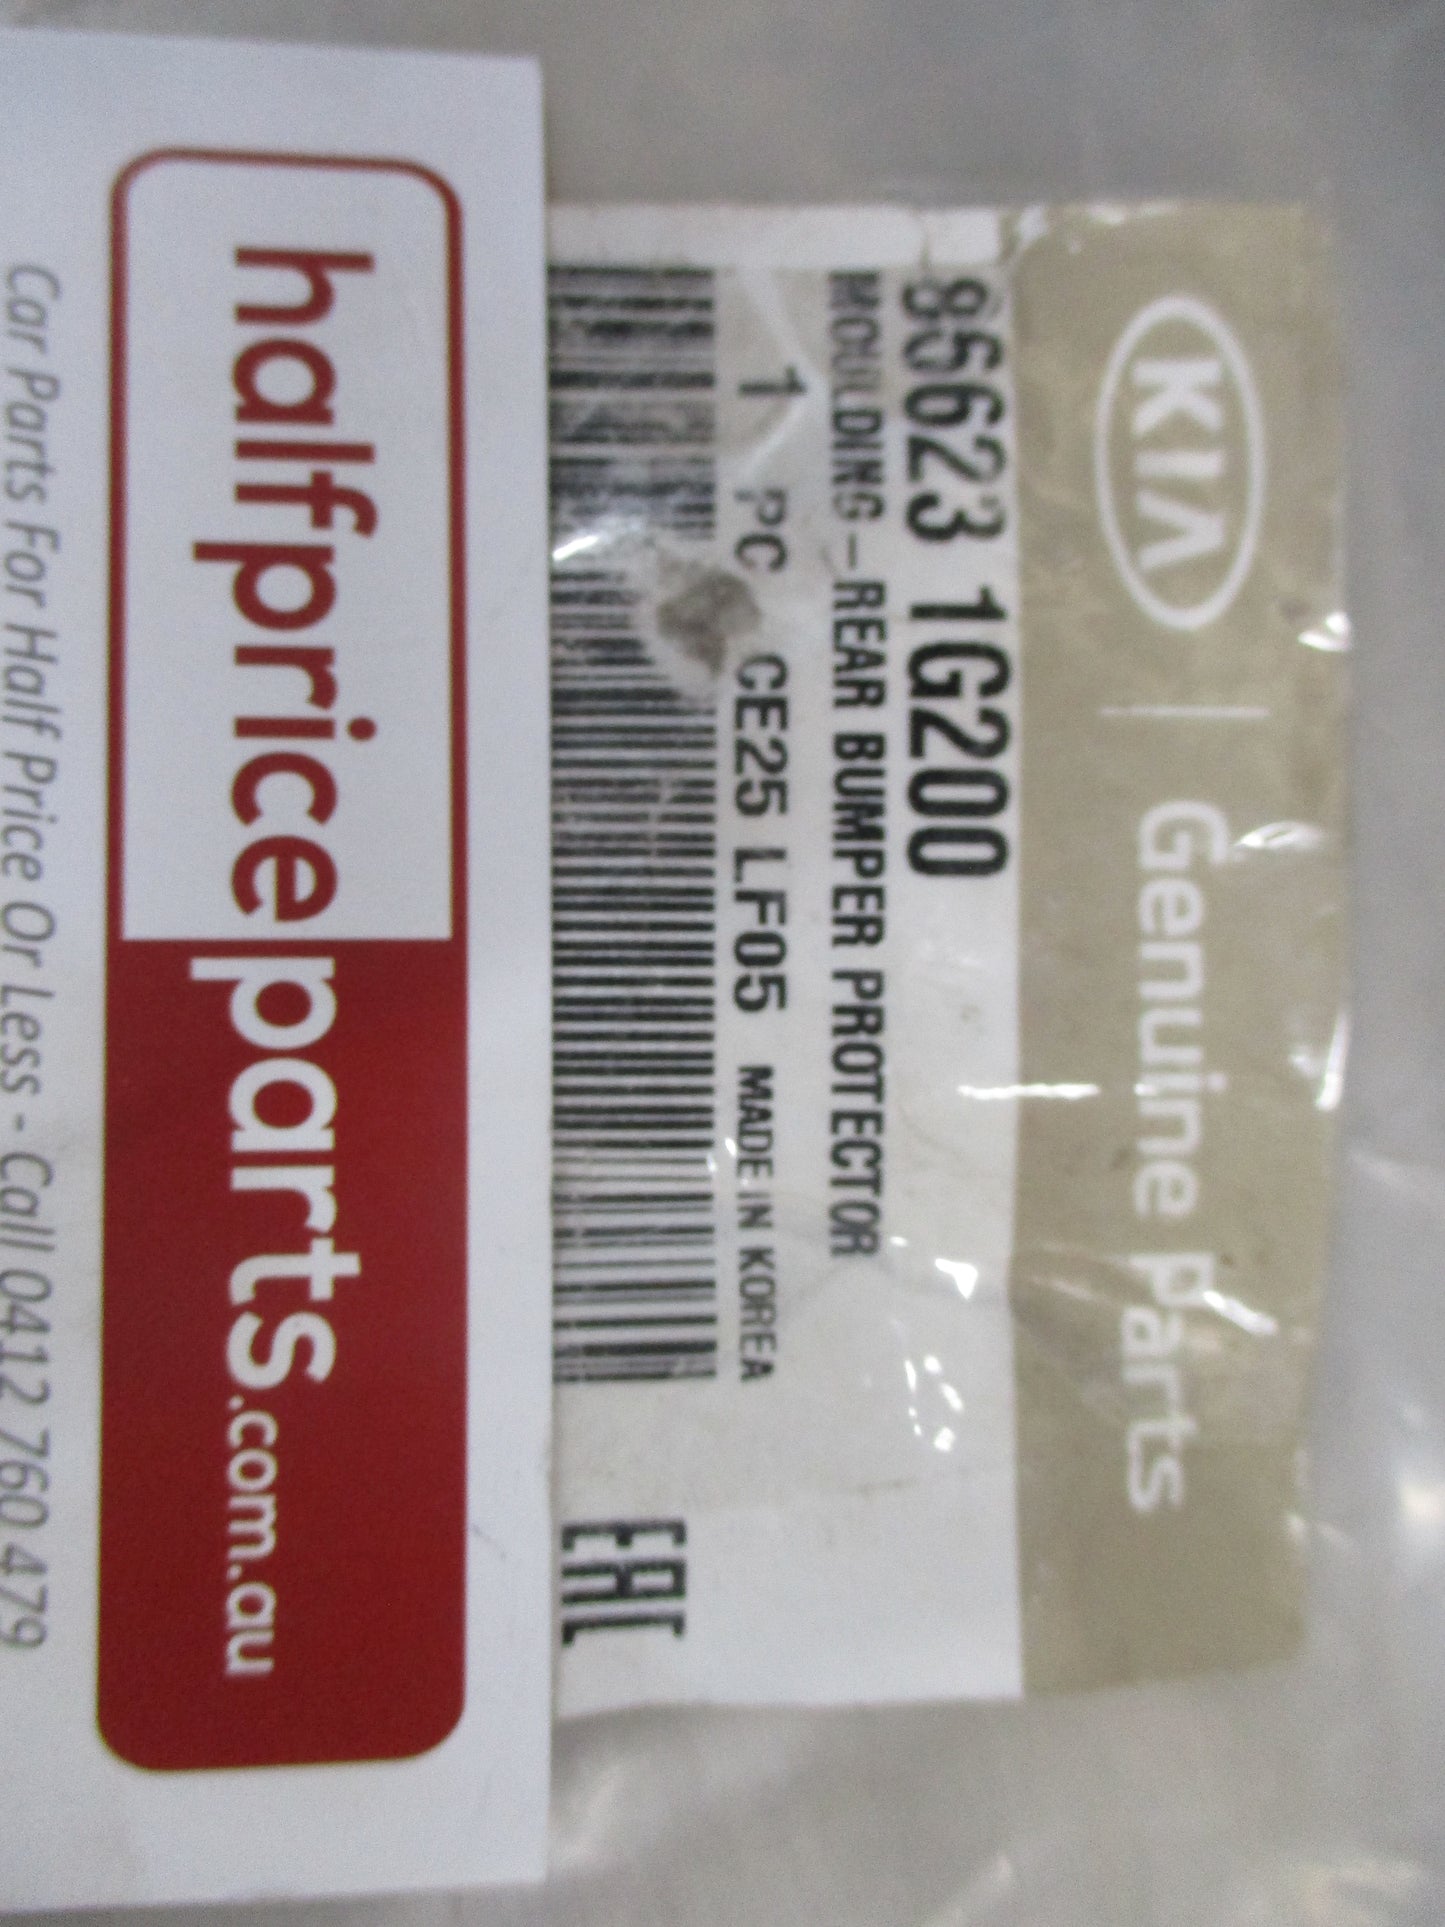 KIA | Genuine Parts
86623 1G200
MOULDING-REAR BUMPER PROTECTOR
1 PC CE25 LF05 MADE IN KOREA
EAC
halfpriceparts.com.au
Car Parts For Half Price Or Less - Call 0412 760 479